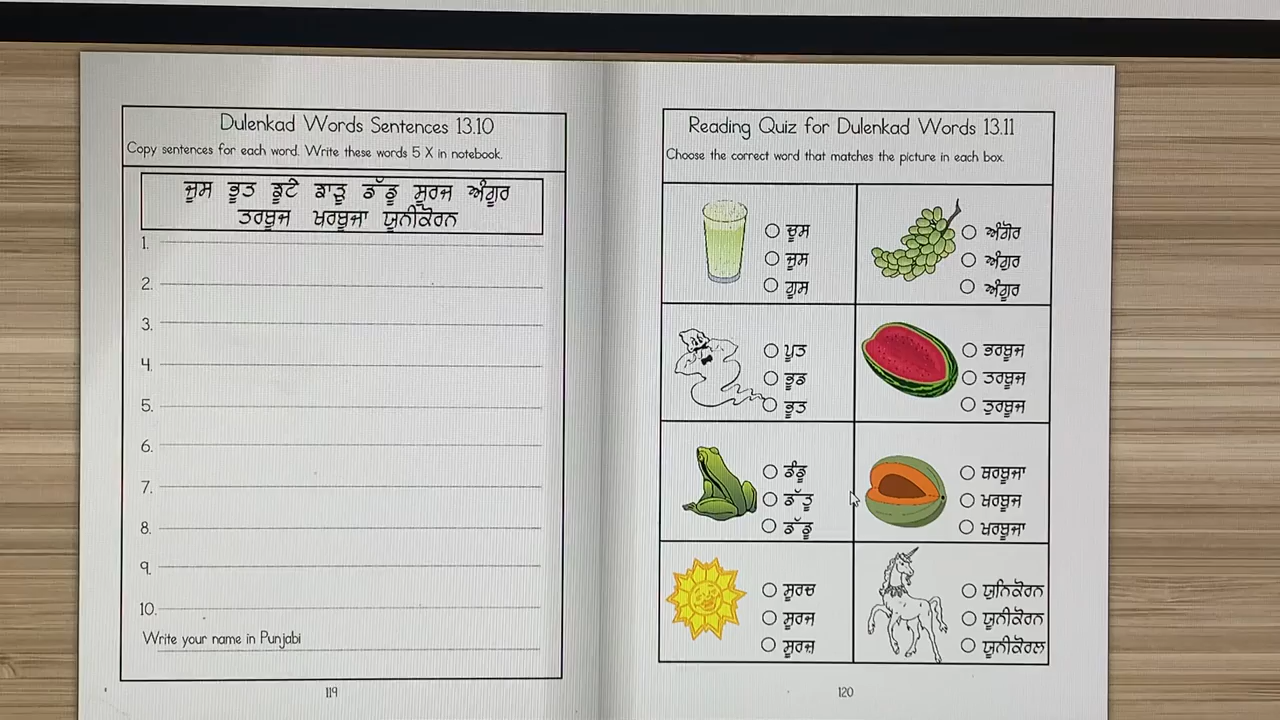 Dulenkad Words Sentences 13.10
Copy sentences for each word. Write these words 5 X in notebook.
ਜੂਸ ਭੂਤ ਬੂਟੇ ਝਾੜੂ ਡੱਡੂ ਸੂਰਜ ਅੰਗੂਰ
ਤਰਬੂਜ ਖਰਬੂਜਾ ਯੂਨੀਕੋਰਨ
1.
2.
3.
4.
5.
6.
7.
8.
9.
10.
Write your name in Punjabi
119
Reading Quiz for Dulenkad Words 13.11
Choose the correct word that matches the picture in each box.
ਚੂਸ
ਜੂਸ
ਗੂਸ
ਅੰਗੋਰ
ਅੰਗੁਰ
ਅੰਗੂਰ
ਪੂਤ
ਭੂਡ
ਭੂਤ
ਭਰਬੂਜ
ਤਰਬੂਜ
ਤੁਰਬੂਜ
ਡੰਡੂ
ਡੱਤੂ
ਡੱਡੂ
ਥਰਬੂਜਾ
ਖਰਬੂਜ
ਖਰਬੂਜਾ
ਸੂਰਚ
ਸੂਰਜ
ਯੁਨਿਕੋਰਨ
ਯੂਨੀਕੋਰਨ
ਯੂਨੀਕੋਰਲ
120